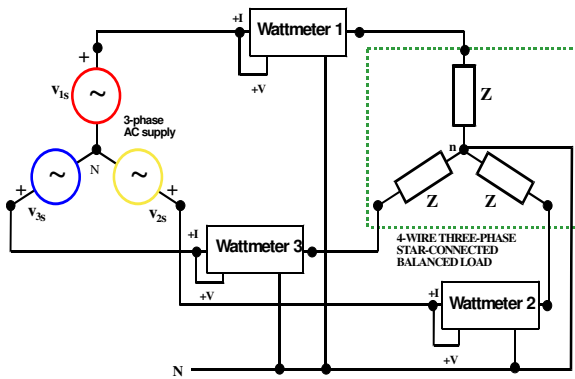 +I
Wattmeter 1
+V
+
V1s
~
3-phase
AC supply
Z
n
N
~
~
+
+
V3s
V2s
Z
Z
+I
Wattmeter 3
+V
4-WIRE THREE-PHASE
STAR-CONNECTED
BALANCED LOAD
+I
Wattmeter 2
+V
N